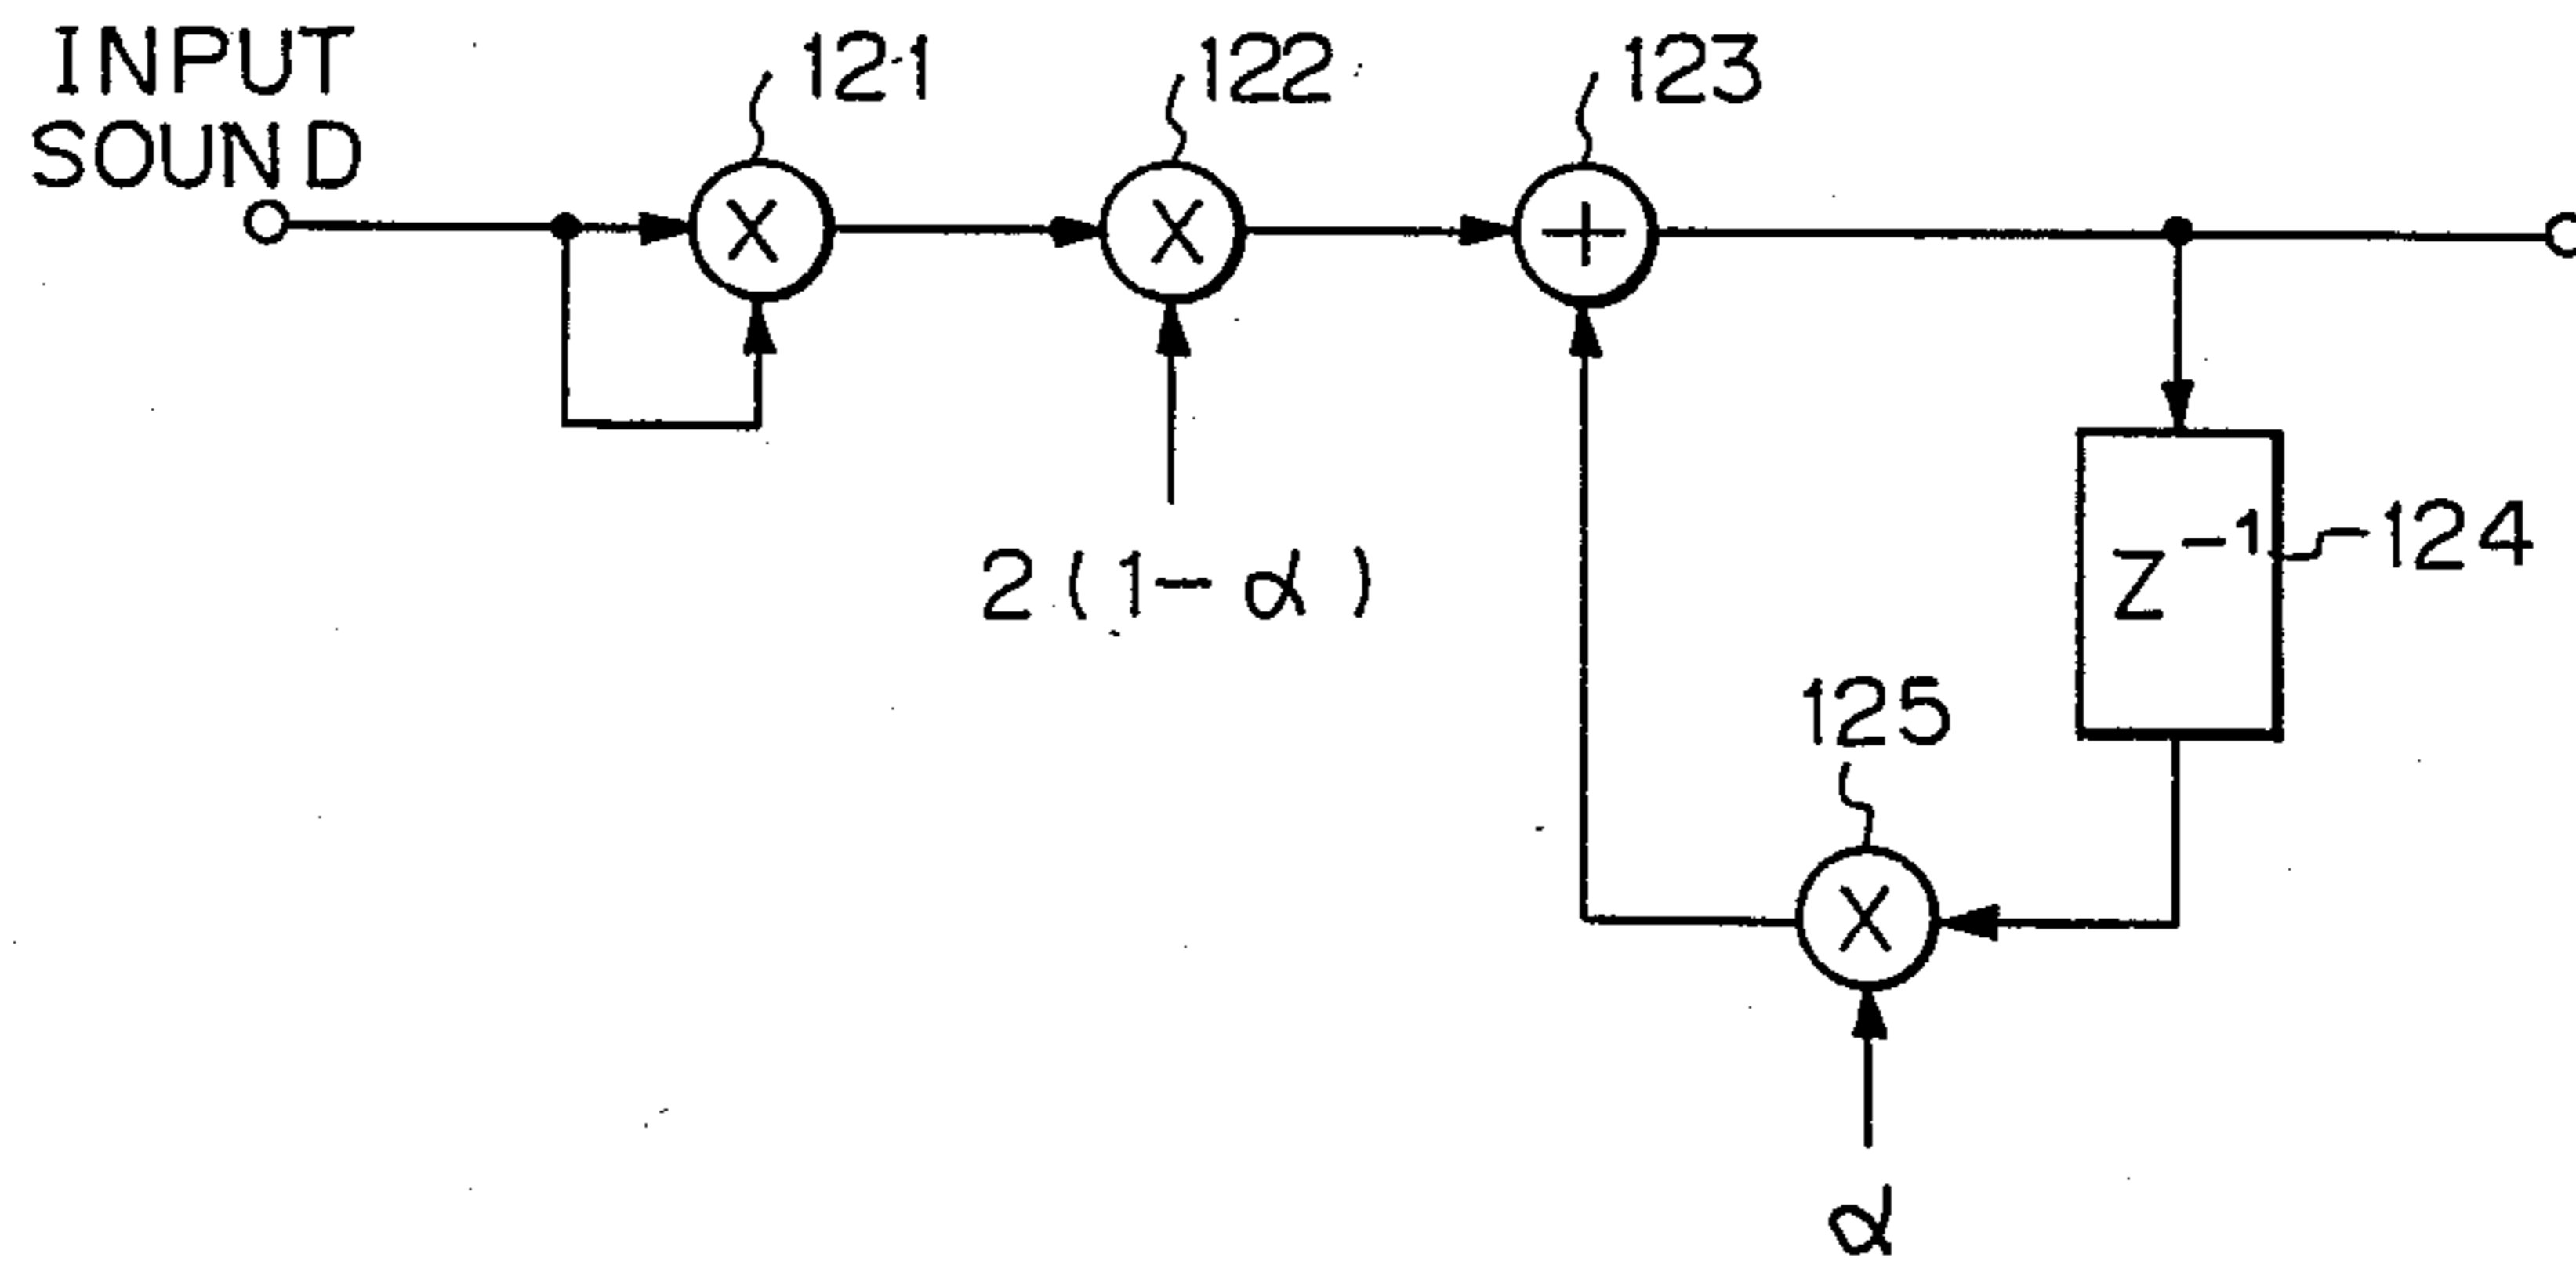 INPUT
SOUND
121
122
123
×
×
+
2(1-α)
Z⁻¹
124
125
×
α